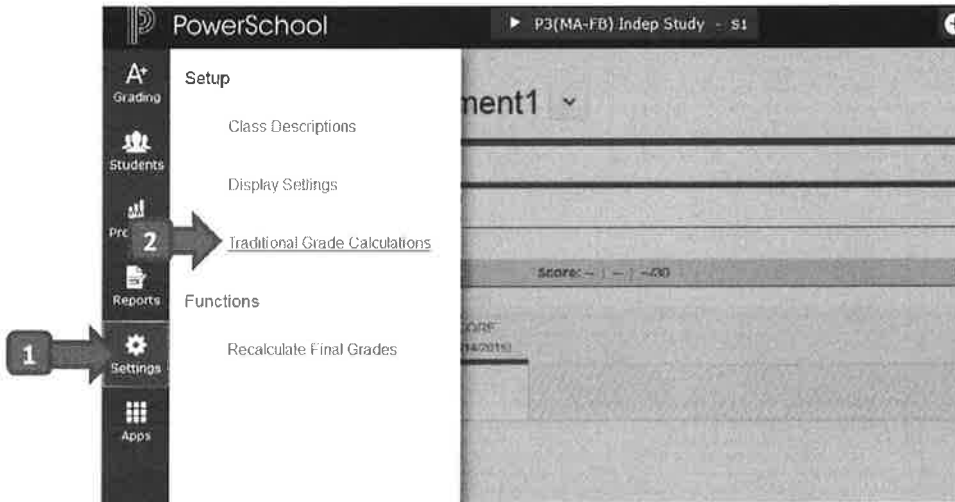 PowerSchool
P3(MA-FB) Indep Study - S1
A+
Grading
Students
Reports
Settings
Apps
Setup
Class Descriptions
Display Settings
Traditional Grade Calculations
Functions
Recalculate Final Grades
1
2
ment1
Score: -- | -- | --/30